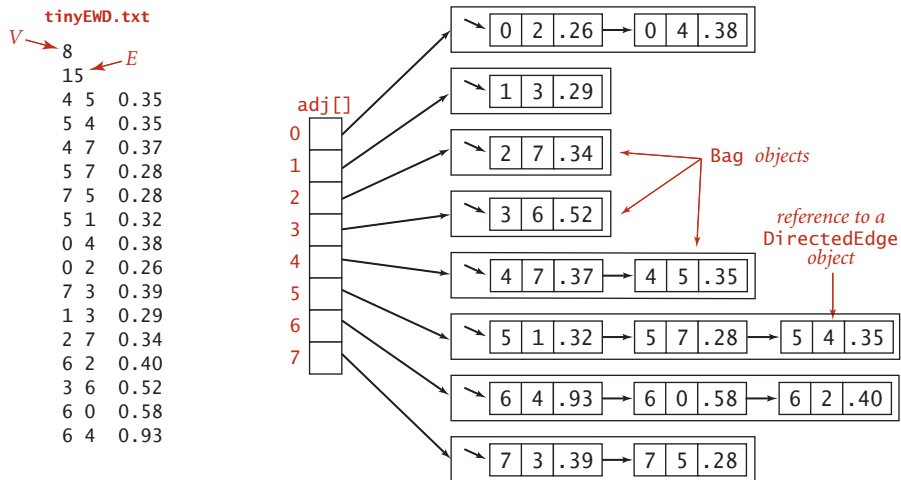 tinyEWD.txt
V
8
E
15
4 5 0.35
5 4 0.35
4 7 0.37
5 7 0.28
7 5 0.28
5 1 0.32
0 4 0.38
0 2 0.26
7 3 0.39
1 3 0.29
2 7 0.34
6 2 0.40
3 6 0.52
6 0 0.58
6 4 0.93
adj[]
0
1
2
3
4
5
6
7
0 2 .26 0 4 .38
1 3 .29
2 7 .34
3 6 .52
4 7 .37 4 5 .35
5 1 .32 5 7 .28 5 4 .35
6 4 .93 6 0 .58 6 2 .40
7 3 .39 7 5 .28
Bag objects
reference to a
DirectedEdge
object